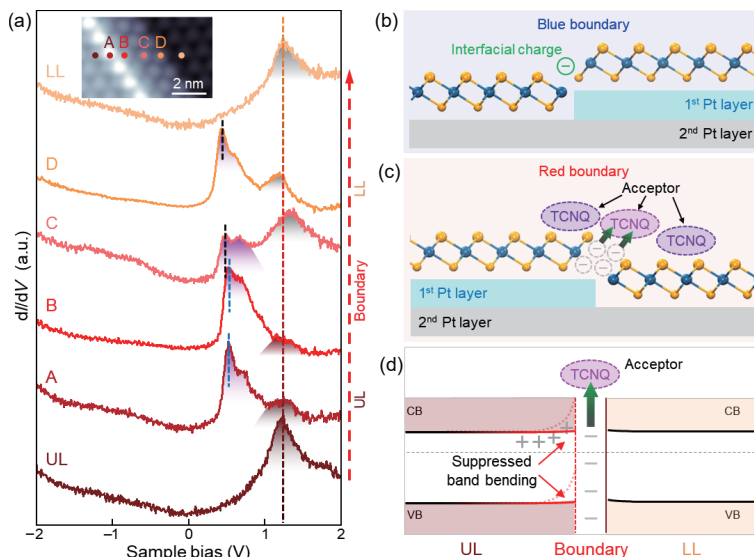 (a)
A B C D
2 nm
LL
D
C
B
A
UL
dI/dV (a.u.)
−2 −1 0 1 2
Sample bias (V)
LL
Boundary
UL
(b)
Blue boundary
Interfacial charge
−
1st Pt layer
2nd Pt layer
(c)
Red boundary
Acceptor
TCNQ
TCNQ
TCNQ
1st Pt layer
2nd Pt layer
(d)
TCNQ
Acceptor
CB
CB
++++
Suppressed
band bending
VB
VB
UL
Boundary
LL